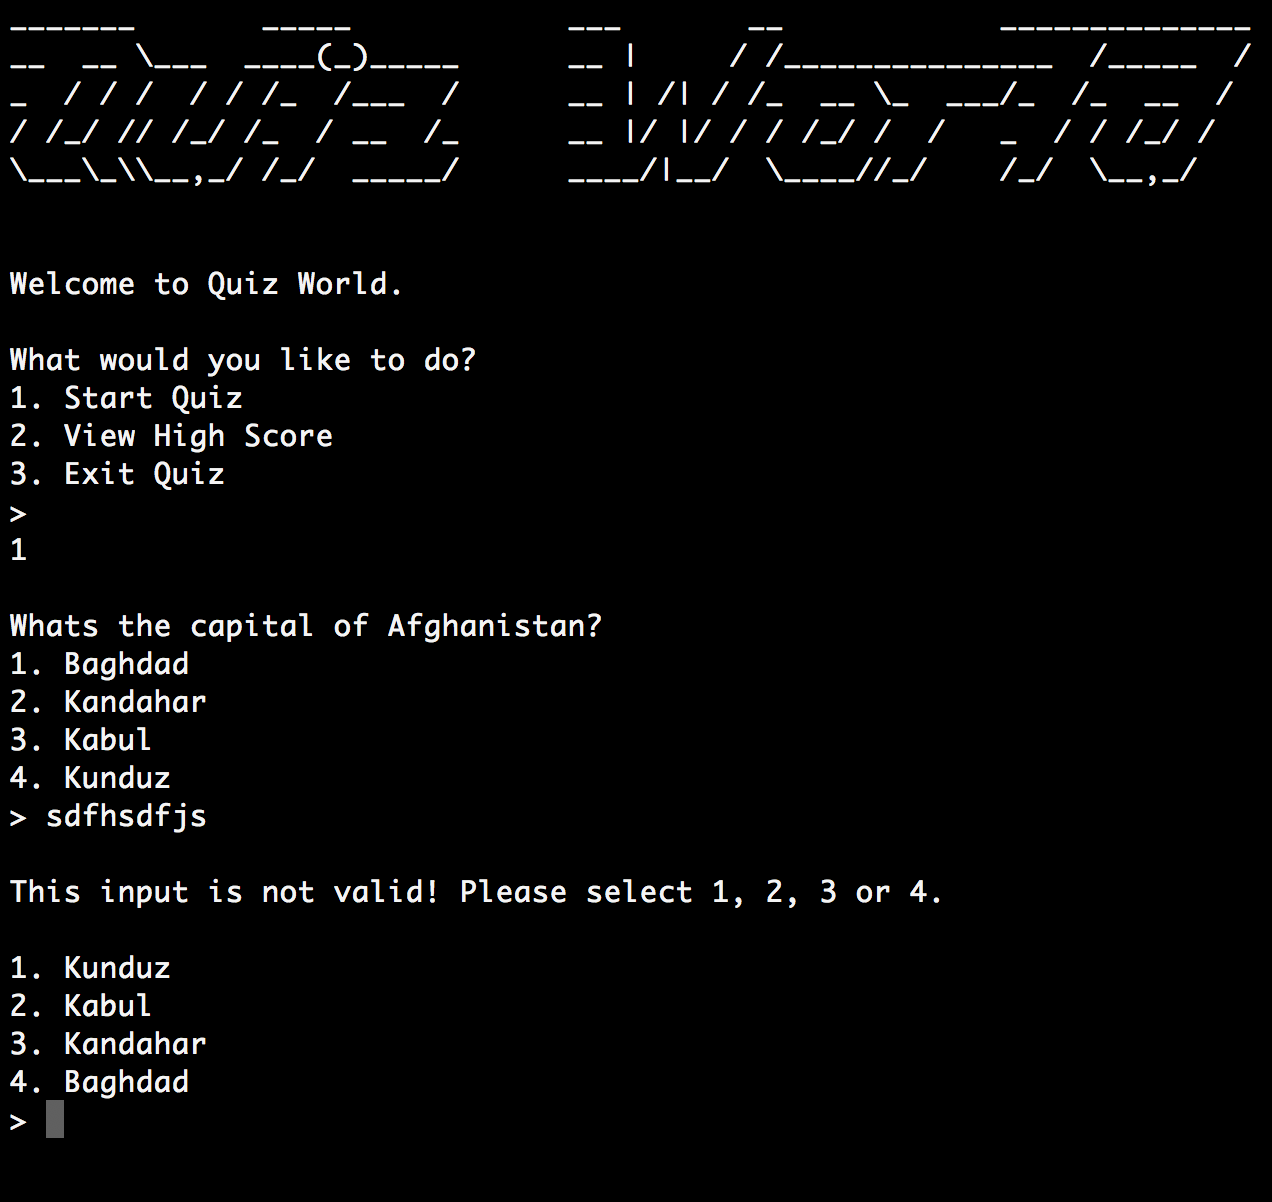 Quiz World
Welcome to Quiz World.
What would you like to do?
1. Start Quiz
2. View High Score
3. Exit Quiz
>
1
Whats the capital of Afghanistan?
1. Baghdad
2. Kandahar
3. Kabul
4. Kunduz
> sdfhsdfjs
This input is not valid! Please select 1, 2, 3 or 4.
1. Kunduz
2. Kabul
3. Kandahar
4. Baghdad
>